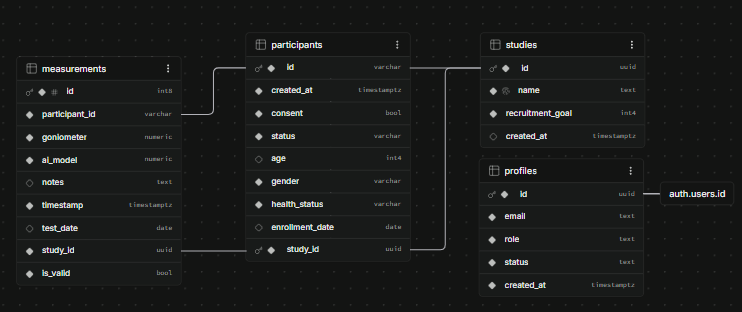 measurements
id int8
participant_id varchar
goniometer numeric
ai_model numeric
notes text
timestamp timestamptz
test_date date
study_id uuid
is_valid bool
participants
id varchar
created_at timestamptz
consent bool
status varchar
age int4
gender varchar
health_status varchar
enrollment_date date
study_id uuid
studies
id uuid
name text
recruitment_goal int4
created_at timestamptz
profiles
id uuid
email text
role text
status text
created_at timestamptz
auth.users.id